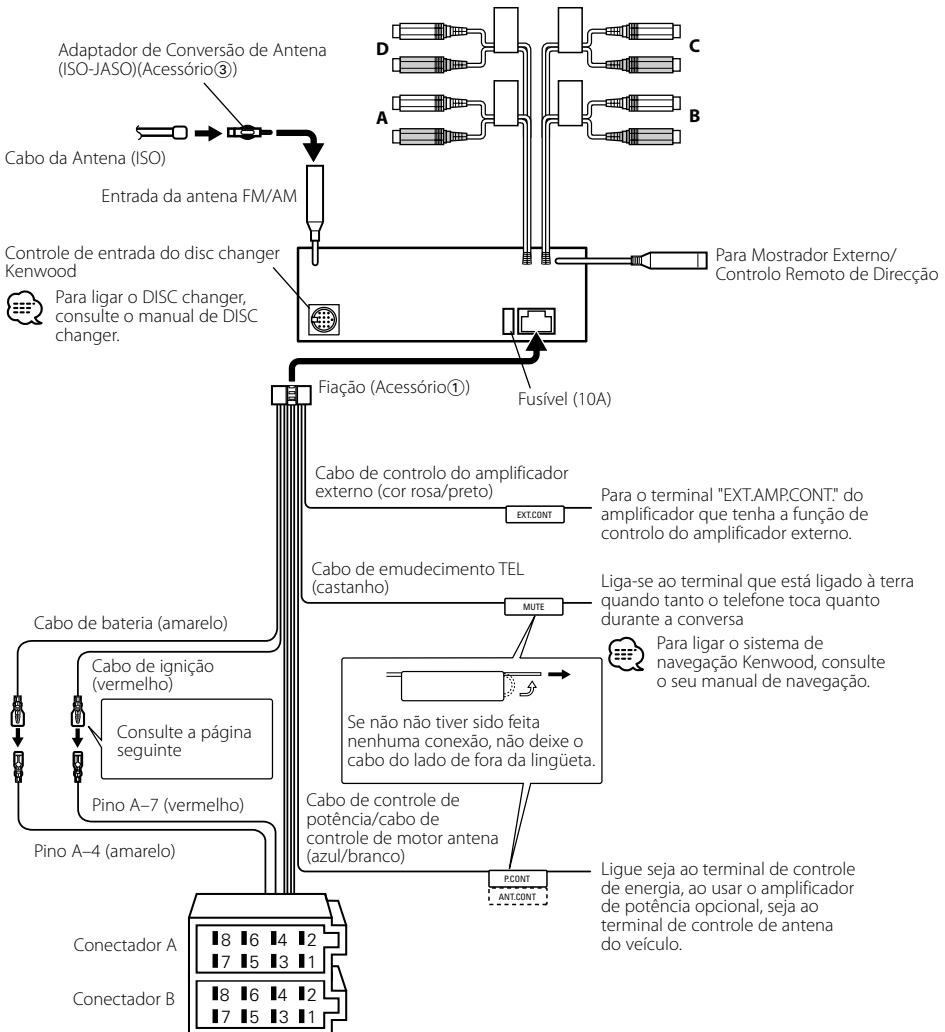 Adaptador de Conversão de Antena
(ISO-JASO)(Acessório③)
D
C
A
B
Cabo da Antena (ISO)
Entrada da antena FM/AM
Controle de entrada do disc changer
Kenwood
Para ligar o DISC changer,
consulte o manual de DISC
changer.
Para Mostrador Externo/
Controlo Remoto de Direcção
Fiação (Acessório①)
Fusível (10A)
Cabo de controlo do amplificador
externo (cor rosa/preto)
EXT.CONT
Para o terminal "EXT.AMP.CONT." do
amplificador que tenha a função de
controlo do amplificador externo.
Cabo de emudecimento TEL
(castanho)
MUTE
Liga-se ao terminal que está ligado à terra
quando tanto o telefone toca quanto
durante a conversa
Para ligar o sistema de
navegação Kenwood, consulte
o seu manual de navegação.
Cabo de bateria (amarelo)
Cabo de ignição
(vermelho)
Consulte a página
seguinte
Se não não tiver sido feita
nenhuma conexão, não deixe o
cabo do lado de fora da lingüeta.
Pino A–7 (vermelho)
Pino A–4 (amarelo)
Cabo de controle de
potência/cabo de
controle de motor antena
(azul/branco)
P.CONT
ANT.CONT
Ligue seja ao terminal de controle
de energia, ao usar o amplificador
de potência opcional, seja ao
terminal de controle de antena
do veículo.
Conectador A
8 6 4 2
7 5 3 1
Conectador B
8 6 4 2
7 5 3 1